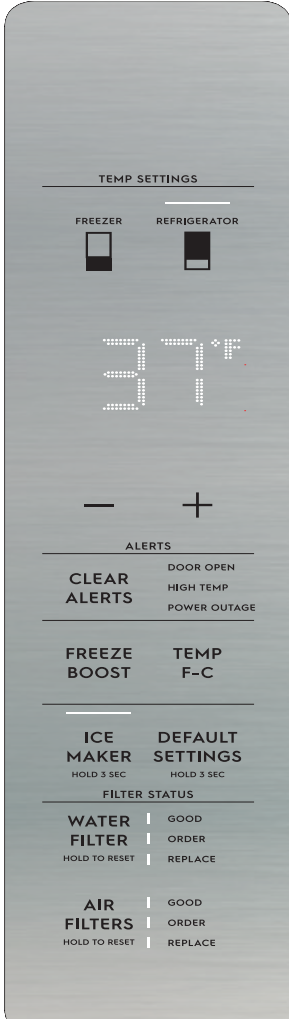 TEMP SETTINGS
FREEZER REFRIGERATOR
37°F
— +
ALERTS
CLEAR ALERTS
DOOR OPEN
HIGH TEMP
POWER OUTAGE
FREEZE BOOST
TEMP F-C
ICE MAKER
HOLD 3 SEC
DEFAULT SETTINGS
HOLD 3 SEC
FILTER STATUS
WATER FILTER
HOLD TO RESET
GOOD
ORDER
REPLACE
AIR FILTERS
HOLD TO RESET
GOOD
ORDER
REPLACE